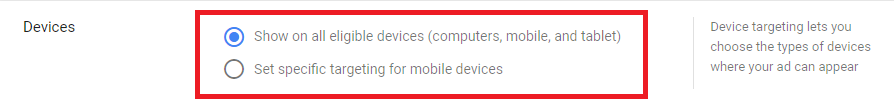 Devices
Show on all eligible devices (computers, mobile, and tablet)
Set specific targeting for mobile devices
Device targeting lets you
choose the types of devices
where your ad can appear